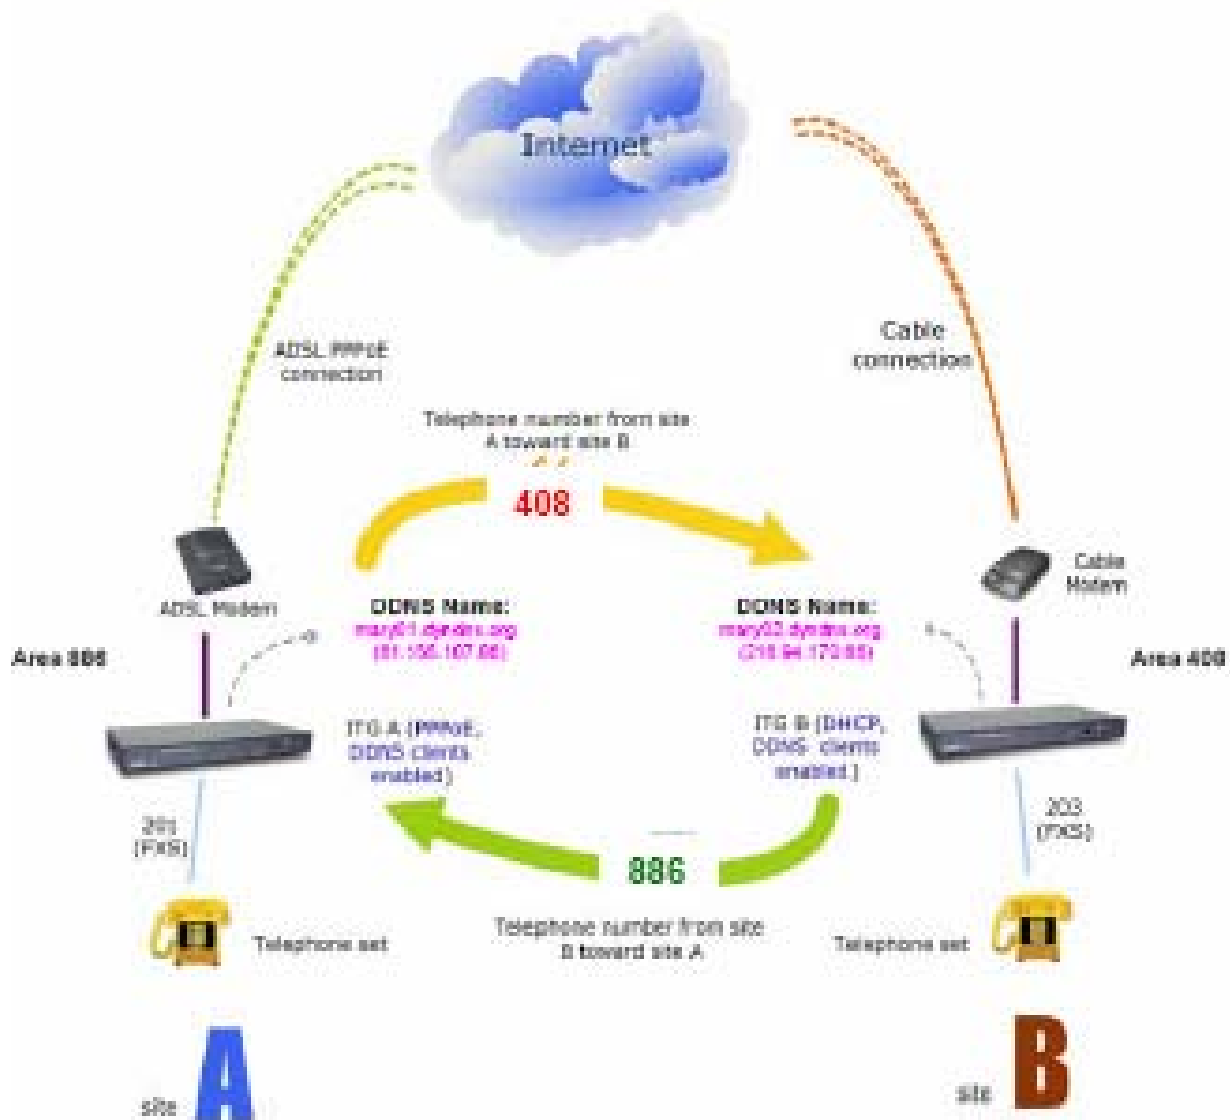 Internet
ADSL PPPoE
connection
Cable
connection
Telephone number from site
A toward site B
408
ADSL Modem
Cable
Modem
DDNS Name:
DDNS Name:
Area 886
Area 408
ITG A (PPPoE,
DDNS clients
enabled)
ITG B (DHCP,
DDNS clients
enabled)
201
(FXS)
203
(FXS)
886
Telephone number from site
B toward site A
Telephone set
Telephone set
site A
site B